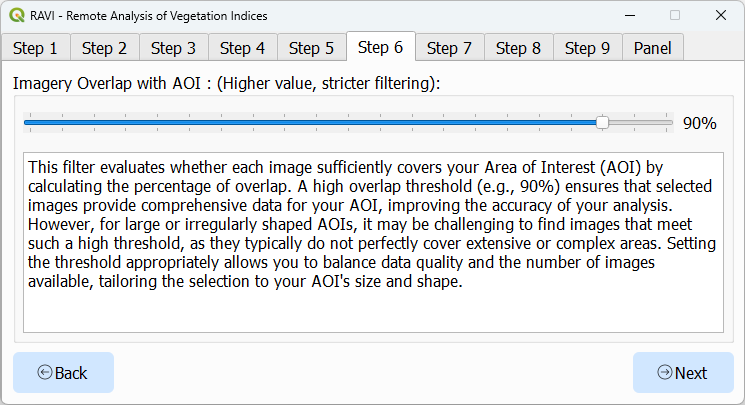 RAVI - Remote Analysis of Vegetation Indices
Step 1 Step 2 Step 3 Step 4 Step 5 Step 6 Step 7 Step 8 Step 9 Panel
Imagery Overlap with AOI : (Higher value, stricter filtering):
90%
This filter evaluates whether each image sufficiently covers your Area of Interest (AOI) by
calculating the percentage of overlap. A high overlap threshold (e.g., 90%) ensures that selected
images provide comprehensive data for your AOI, improving the accuracy of your analysis.
However, for large or irregularly shaped AOIs, it may be challenging to find images that meet
such a high threshold, as they typically do not perfectly cover extensive or complex areas. Setting
the threshold appropriately allows you to balance data quality and the number of images
available, tailoring the selection to your AOI's size and shape.
Back Next